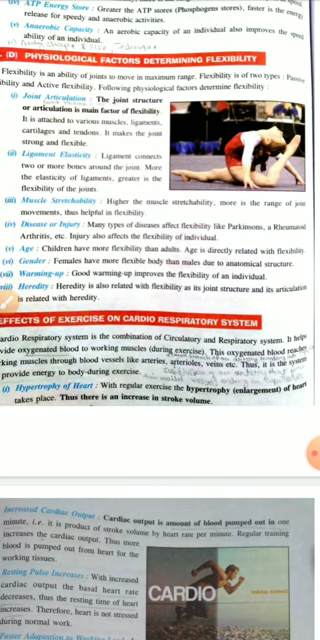 (iv) ATP Energy Store : Greater the ATP stores (Phosphogens stores), faster is the energy
release for speedy and anaerobic activities.
(v) Anaerobic Capacity : An aerobic capacity of an individual also improves the speed
ability of an individual.
(D) PHYSIOLOGICAL FACTORS DETERMINING FLEXIBILITY
Flexibility is an ability of joints to move in maximum range. Flexibility is of two types : Passive
ibility and Active flexibility. Following physiological factors determine flexibility :
(i) Joint Articulation : The joint structure
or articulation is main factor of flexibility.
It is attached to various muscles, ligaments,
cartilages and tendons. It makes the joint
strong and flexible.
(ii) Ligament Elasticity : Ligament connects
two or more bones around the joint. More
the elasticity of ligaments, greater is the
flexibility of the joints.
(iii) Muscle Stretchability : Higher the muscle stretchability, more is the range of joint
movements, thus helpful in flexibility.
(iv) Disease or Injury : Many types of diseases affect flexibility like Parkinsons, a Rheumatoid
Arthritis, etc. Injury also affects the flexibility of individual.
(v) Age : Children have more flexibility than adults. Age is directly related with flexibility.
(vi) Gender : Females have more flexible body than males due to anatomical structure.
(vii) Warming-up : Good warming-up improves the flexibility of an individual.
viii) Heredity : Heredity is also related with flexibility as its joint structure and its articulation
is related with heredity.
EFFECTS OF EXERCISE ON CARDIO RESPIRATORY SYSTEM
ardio Respiratory system is the combination of Circulatory and Respiratory system. It helps
vide oxygenated blood to working muscles (during exercise). This oxygenated blood reaches
king muscles through blood vessels like arteries, arterioles, veins etc. Thus, it is the system
provide energy to body-during exercise.
(i) Hypertrophy of Heart : With regular exercise the hypertrophy (enlargement) of heart
takes place. Thus there is an increase in stroke volume.
Increased Cardiac Output : Cardiac output is amount of blood pumped out in one
minute, i.e. it is product of stroke volume by heart rate per minute. Regular training
increases the cardiac output. Thus more
blood is pumped out from heart for the
working tissues.
Resting Pulse Increases : With increased
cardiac output the basal heart rate
decreases, thus the resting time of heart
increases. Therefore, heart is not stressed
during normal work.
CARDIO
Faster Adaptation to